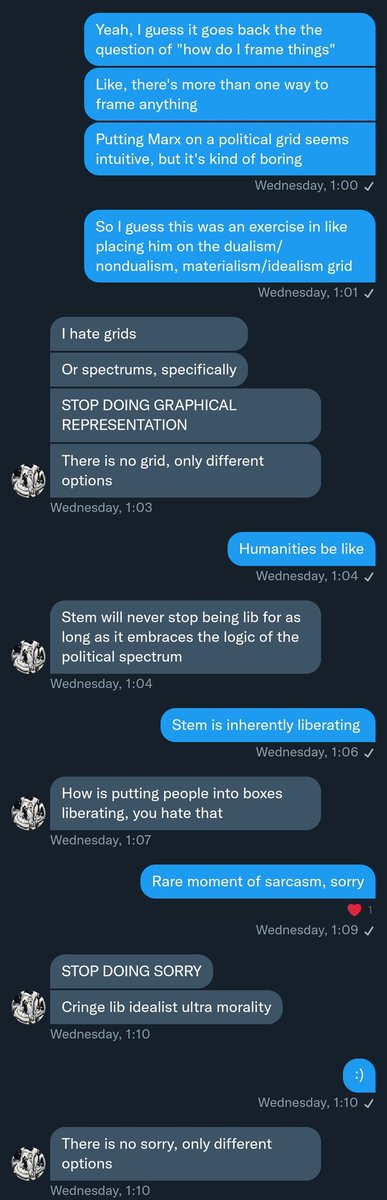 Yeah, I guess it goes back the the
question of "how do I frame things"
Like, there's more than one way to
frame anything
Putting Marx on a political grid seems
intuitive, but it's kind of boring
Wednesday, 1:00 ✓
So I guess this was an exercise in like
placing him on the dualism/
nondualism, materialism/idealism grid
Wednesday, 1:01 ✓
I hate grids
Or spectrums, specifically
STOP DOING GRAPHICAL
REPRESENTATION
There is no grid, only different
options
Wednesday, 1:03
Humanities be like
Wednesday, 1:04 ✓
Stem will never stop being lib for as
long as it embraces the logic of the
political spectrum
Wednesday, 1:04
Stem is inherently liberating
Wednesday, 1:06 ✓
How is putting people into boxes
liberating, you hate that
Wednesday, 1:07
Rare moment of sarcasm, sorry
❤️ 1
Wednesday, 1:09 ✓
STOP DOING SORRY
Cringe lib idealist ultra morality
Wednesday, 1:10
:)
Wednesday, 1:10 ✓
There is no sorry, only different
options
Wednesday, 1:10